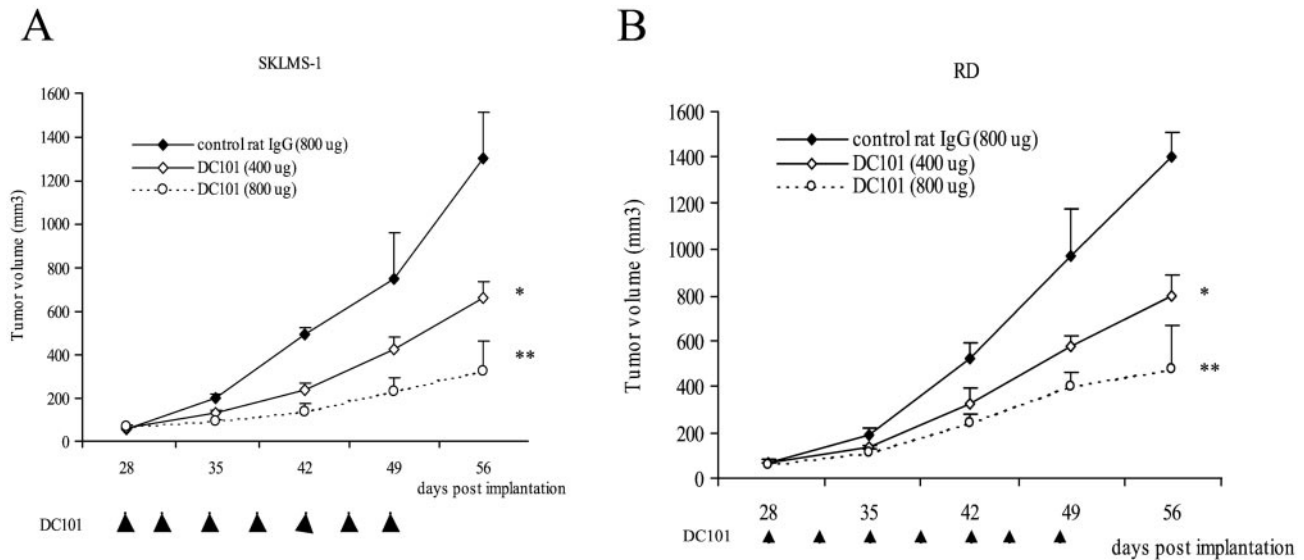 A
SKLMS-1
1600
1400
1200
1000
800
600
400
200
0
Tumor volume (mm3)
control rat IgG (800 ug)
DC101 (400 ug)
DC101 (800 ug)
*
**
28 35 42 49 56
days post implantation
DC101
B
RD
1600
1400
1200
1000
800
600
400
200
0
Tumor volume (mm3)
control rat IgG (800 ug)
DC101 (400 ug)
DC101 (800 ug)
*
**
28 35 42 49 56
DC101
days post implantation